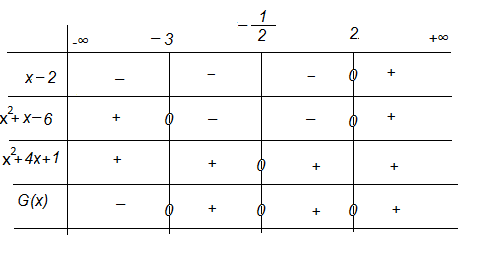 -∞ −3 −1/2 2 +∞
x−2 − − − 0 +
x²+x−6 + 0 − − 0 +
x²+4x+1 + + 0 + +
G(x) − 0 + 0 + 0 +